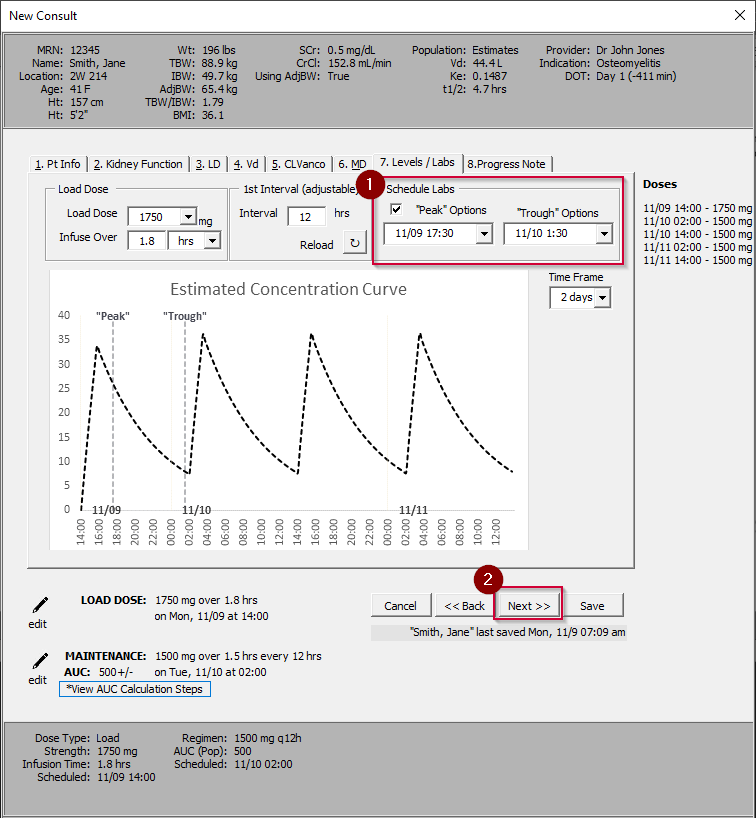 New Consult
MRN: 12345 Wt: 196 lbs SCr: 0.5 mg/dL Population: Estimates Provider: Dr John Jones
Name: Smith, Jane TBW: 88.9 kg CrCl: 152.8 mL/min Vd: 44.4 L Indication: Osteomyelitis
Location: 2W 214 IBW: 49.7 kg Using AdjBW: True Ke: 0.1487 DOT: Day 1 (-411 min)
Age: 41 F AdjBW: 65.4 kg t1/2: 4.7 hrs
Ht: 157 cm TBW/IBW: 1.79
Ht: 5'2" BMI: 36.1
1. Pt Info 2. Kidney Function 3. LD 4. Vd 5. CLVanco 6. MD 7. Levels / Labs 8.Progress Note
1
Load Dose 1st Interval (adjustable) Schedule Labs
Load Dose 1750 mg Interval 12 hrs "Peak" Options "Trough" Options
Infuse Over 1.8 hrs Reload 11/09 17:30 11/10 1:30
Doses
11/09 14:00 - 1750 mg
11/10 02:00 - 1500 mg
11/10 14:00 - 1500 mg
11/11 02:00 - 1500 mg
11/11 14:00 - 1500 mg
Time Frame
2 days
Estimated Concentration Curve
"Peak" "Trough"
40
35
30
25
20
15
10
5
0
11/09 11/10 11/11
14:00 16:00 18:00 20:00 22:00 00:00 02:00 04:00 06:00 08:00 10:00 12:00 14:00 16:00 18:00 20:00 22:00 00:00 02:00 04:00 06:00 08:00 10:00 12:00
2
edit LOAD DOSE: 1750 mg over 1.8 hrs
on Mon, 11/09 at 14:00
Cancel << Back Next >> Save
"Smith, Jane" last saved Mon, 11/9 07:09 am
edit MAINTENANCE: 1500 mg over 1.5 hrs every 12 hrs
AUC: 500+/- on Tue, 11/10 at 02:00
*View AUC Calculation Steps
Dose Type: Load Regimen: 1500 mg q12h
Strength: 1750 mg AUC (Pop): 500
Infusion Time: 1.8 hrs Scheduled: 11/10 02:00
Scheduled: 11/09 14:00